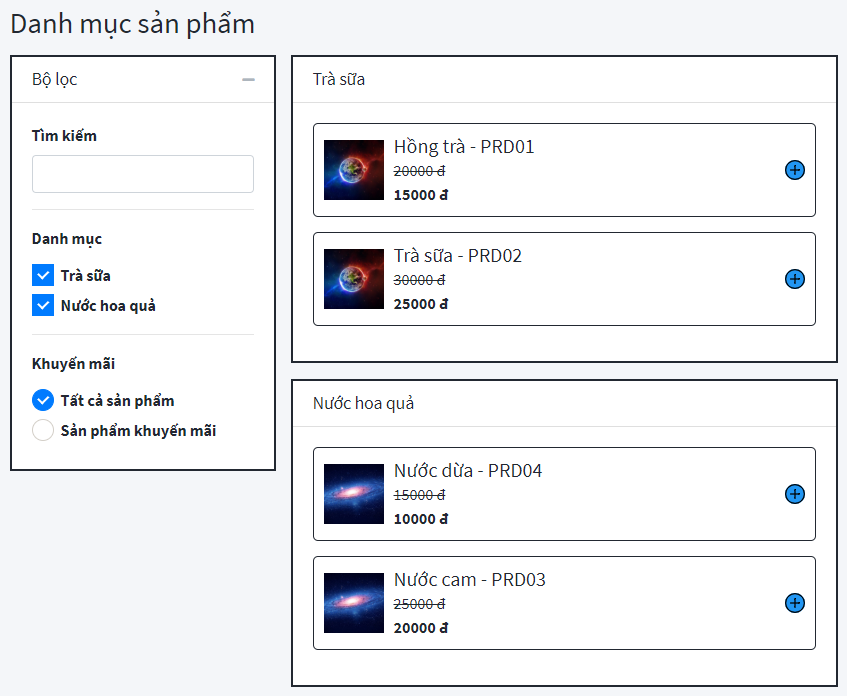 Danh mục sản phẩm
Bộ lọc
Tìm kiếm
Danh mục
Trà sữa
Nước hoa quả
Khuyến mãi
Tất cả sản phẩm
Sản phẩm khuyến mãi
Trà sữa
Hồng trà - PRD01
20000 đ
15000 đ
Trà sữa - PRD02
30000 đ
25000 đ
Nước hoa quả
Nước dừa - PRD04
15000 đ
10000 đ
Nước cam - PRD03
25000 đ
20000 đ